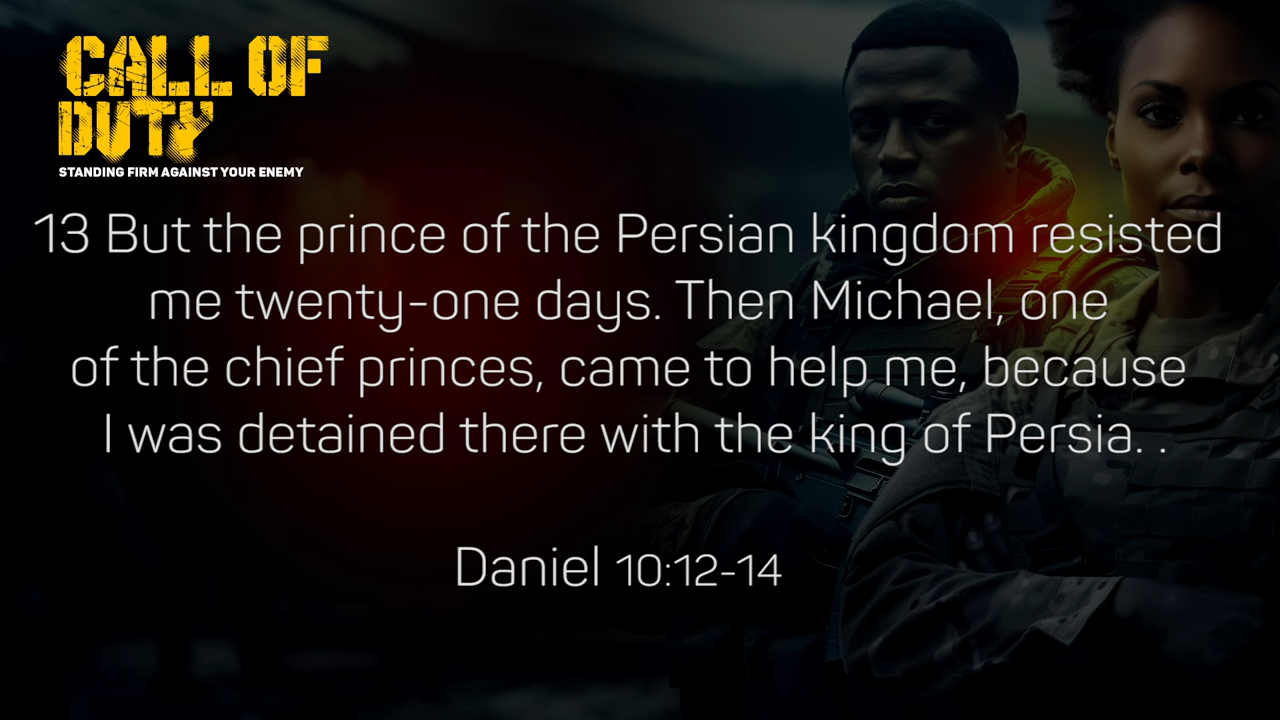 CALL OF
DUTY
STANDING FIRM AGAINST YOUR ENEMY
13 But the prince of the Persian kingdom resisted
me twenty-one days. Then Michael, one
of the chief princes, came to help me, because
I was detained there with the king of Persia. .
Daniel 10:12-14